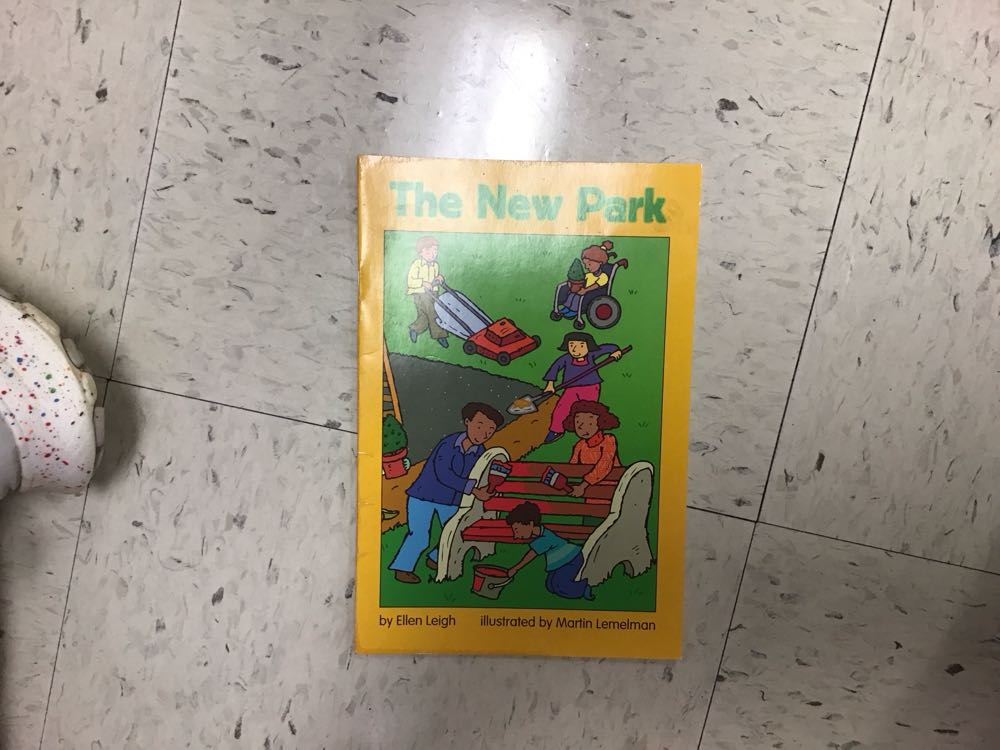 The New Park
by Ellen Leigh illustrated by Martin Lemelman